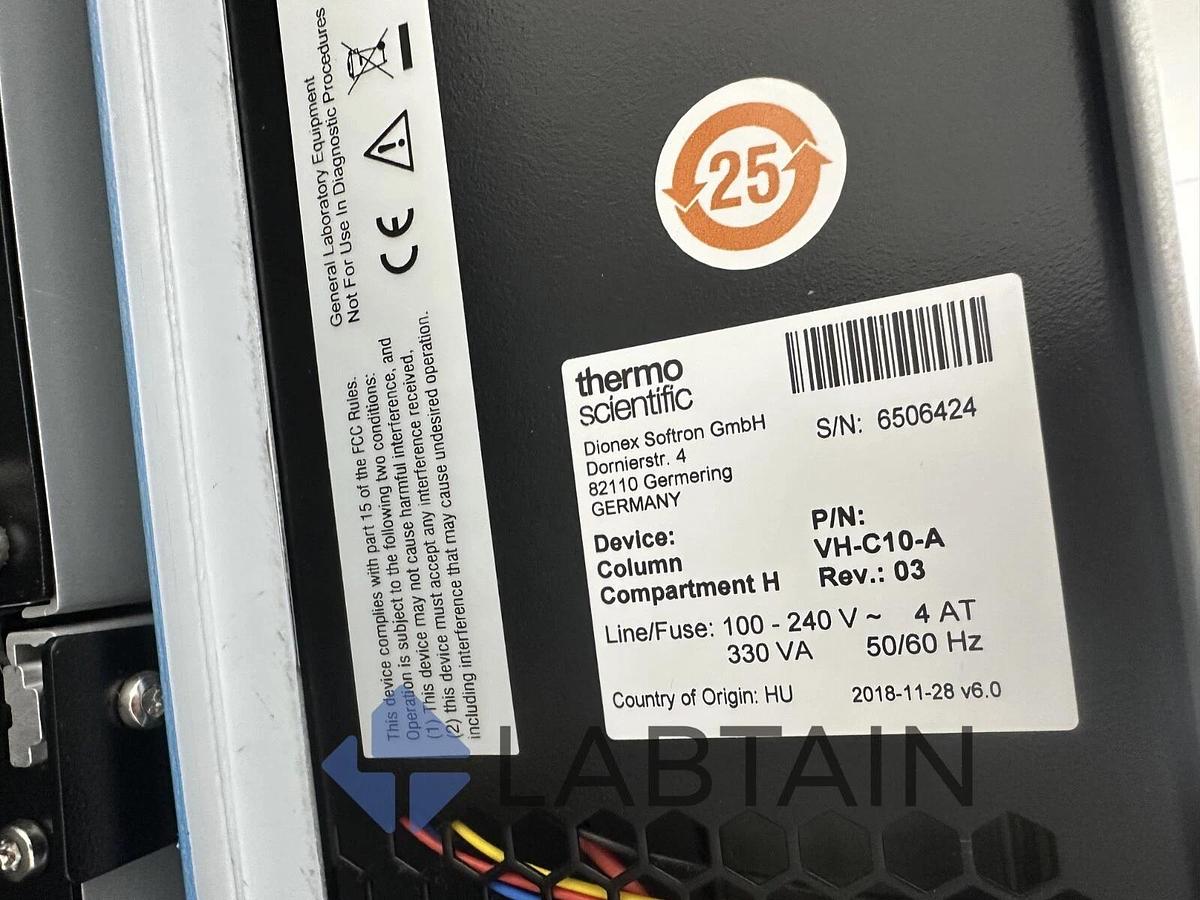 General Laboratory Equipment
Not For Use In Diagnostic Procedures
CE
This device complies with part 15 of the FCC Rules.
Operation is subject to the following two conditions:
(1) This device may not cause harmful interference, and
(2) this device must accept any interference received,
including interference that may cause undesired operation.
25
thermo
scientific
S/N: 6506424
Dionex Softron GmbH
Dornierstr. 4
82110 Germering
GERMANY
Device:
Column
Compartment H
P/N:
VH-C10-A
Rev.: 03
Line/Fuse: 100 - 240 V ~ 4 AT
330 VA 50/60 Hz
Country of Origin: HU 2018-11-28 v6.0
LABTAIN